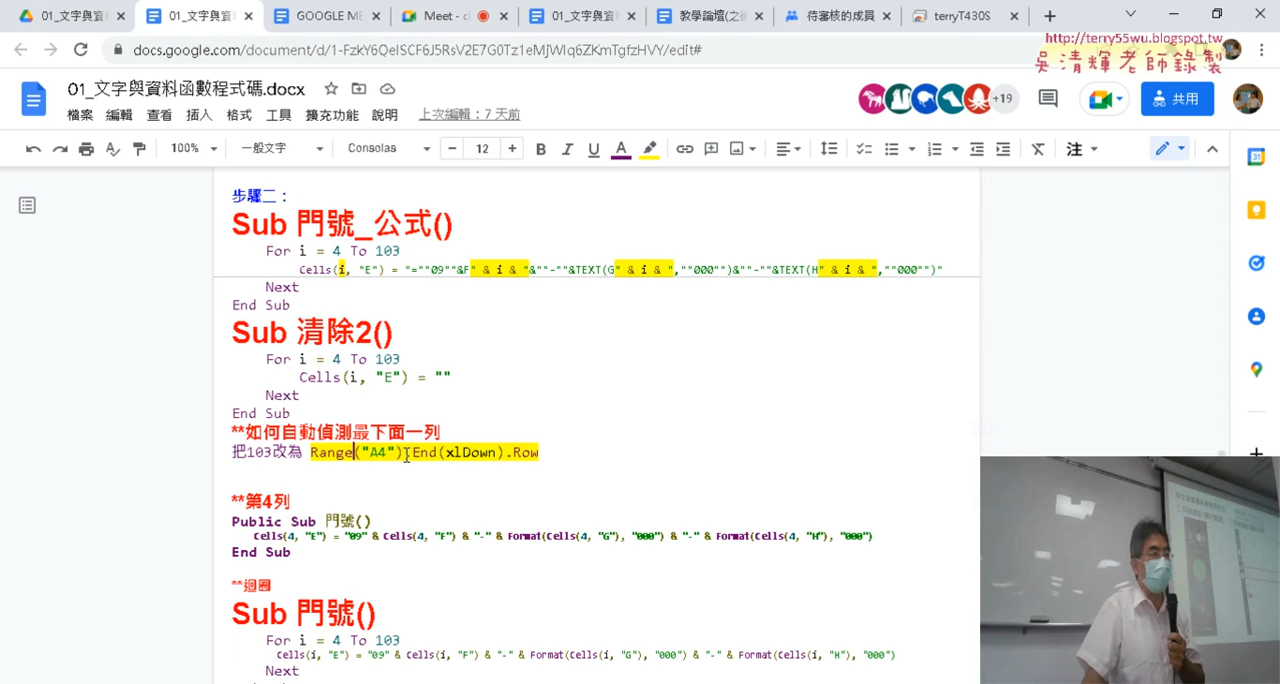 01_文字與資
01_文字與資
GOOGLE ME
Meet - c
01_文字與資
教學論壇(之後
待審核的成員
terryT430S
docs.google.com/document/d/1-FzkY6QeISCF6J5RsV2E7G0Tz1eMjWIq6ZKmTgfzHVY/edit#
http://terry55wu.blogspot.tw
吳清輝老師錄製
01_文字與資料函數程式碼.docx
+19
共用
檔案 編輯 查看 插入 格式 工具 擴充功能 說明 上次編輯：7 天前
100% 一般文字 Consolas 12 B I U A 注
步驟二：
Sub 門號_公式()
For i = 4 To 103
Cells(i, "E") = "=""09""&F" & i & "&""-""&TEXT(G" & i & ",""000"")&""-""&TEXT(H" & i & ",""000"")"
Next
End Sub
Sub 清除2()
For i = 4 To 103
Cells(i, "E") = ""
Next
End Sub
**如何自動偵測最下面一列
把103改為 Range("A4").End(xlDown).Row
**第4列
Public Sub 門號()
Cells(4, "E") = "09" & Cells(4, "F") & "-" & Format(Cells(4, "G"), "000") & "-" & Format(Cells(4, "H"), "000")
End Sub
**迴圈
Sub 門號()
For i = 4 To 103
Cells(i, "E") = "09" & Cells(i, "F") & "-" & Format(Cells(i, "G"), "000") & "-" & Format(Cells(i, "H"), "000")
Next